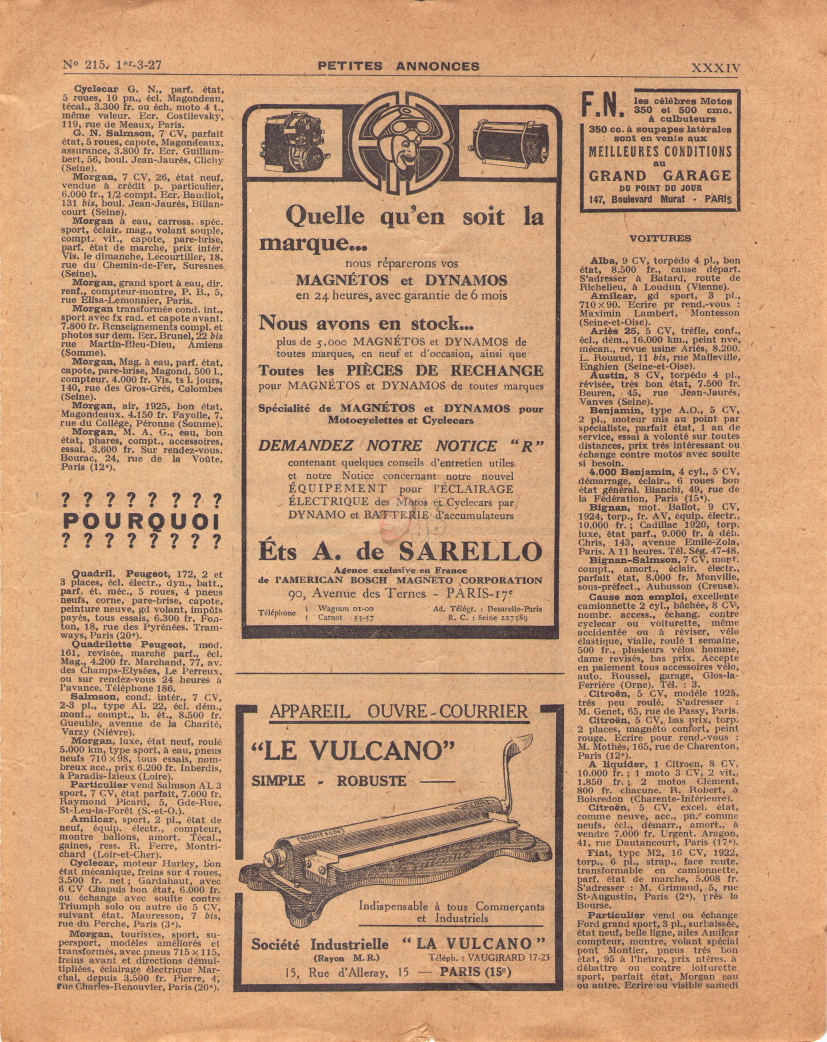 Nº 215, 1er-3-27
PETITES ANNONCES
XXXIV
Cyclecar G. N., parf. état,
5 roues, 10 pn., écl. Magondeau,
técal., 3.300 fr. ou éch. moto 4 t.,
même valeur. Ecr. Costilevsky,
119, rue de Meaux, Paris.
G. N. Salmson, 7 CV, parfait
état, 5 roues, capote, Magondeaux,
assurance, 3.800 fr. Ecr. Guillam-
bert, 56, boul. Jean-Jaurés, Clichy
(Seine).
Morgan, 7 CV, 26, état neuf,
vendue à crédit p. particulier,
6.000 fr., 1/2 compt. Ecr. Baudiot,
131 bis, boul. Jean-Jaurés, Billan-
court (Seine).
Morgan à eau, carross. spéc.
sport, éclair. mag., volant souple,
compt. vit., capote, pare-brise,
parf. état de marche, prix intér.
Vis. le dimanche, Lecourtiller, 18,
rue du Chemin-de-Fer, Suresnes
(Seine).
Morgan, grand sport à eau, dir.
renf., compteur-montre, P. B., 5,
rue Elisa-Lemonnier, Paris.
Morgan transformée cond. int.,
sport avec fx rad. et capote avant.
7.800 fr. Renseignements compl. et
photos sur dem. Ecr. Brunel, 22 bis
rue Martin-Bleu-Dieu, Amiens
(Somme).
Morgan, Mag. à eau, parf. état,
capote, pare-brise, Magond, 500 l.,
compteur. 4.000 fr. Vis. ts l. jours,
140, rue des Gros-Grés, Colombes
(Seine).
Morgan, air, 1925, bon état,
Magondeaux. 4.150 fr. Fayolle, 7,
rue du Collége, Péronne (Somme).
Morgan, M. A. G., eau, bon
état, phares, compt., accessoires,
essai. 3.600 fr. Sur rendez-vous.
Bourac, 24, rue de la Voûte,
Paris (12e).
? ? ? ? ? ? ? ?
POURQUOI
? ? ? ? ? ? ? ?
Quadril. Peugeot, 172, 2 et
3 places, écl. électr., dyn., batt.,
parf. ét. méc., 5 roues, 4 pneus
neufs, corne, pare-brise, capote,
peinture neuve, gd volant, impôts
payés, tous essais, 6.300 fr. Fon-
ton, 18, rue des Pyrénées. Tram-
ways, Paris (20e).
Quadrilette Peugeot, mod.
161, revisée, marche parf., écl.
Mag., 4.200 fr. Marchand, 77, av.
des Champs-Elysées, Le Perreux,
ou sur rendez-vous 24 heures à
l'avance. Téléphone 186.
Salmson, cond. intér., 7 CV,
2-3 pl., type AL 22, écl. dém.,
mont., compt., b. ét., 8.500 fr.
Gueuble, avenue de la Charité,
Varzy (Nièvre).
Morgan, luxe, état neuf, roulé
5.000 km, type sport, à eau, pneus
neufs 710×98, tous essais, nom-
breux acc., prix 6.200 fr. Inberdis,
à Paradis-Izieux (Loire).
Particulier vend Salmson AL 3
sport, 7 CV, état parfait, 7.000 fr.
Raymond Picard, 5, Gde-Rue,
St-Leu-la-Forêt (S.-et-O.).
Amilcar, sport, 2 pl., état de
neuf, équip. électr., compteur,
montre ballons, amort. Técal.,
gaines, ress. R. Ferre, Montri-
chard (Loir-et-Cher).
Cyclecar, moteur Harley, bon
état mécanique, freins sur 4 roues,
3.500 fr. net ; Gardahaut, avec
6 CV Chapuis bon état, 6.000 fr.
ou échange avec soulte contre
Triumph solo ou autre de 5 CV,
suivant état. Mauresson, 7 bis,
rue du Perche, Paris (3e).
Morgan, touristes, sport, su-
persport, modèles améliorés et
transformés, avec pneus 715×115,
freins avant et directions démul-
tipliées, éclairage électrique Mar-
chal, depuis 3.500 fr. Pierre, 4,
rue Charles-Renouvier, Paris (20e).
Quelle qu'en soit la
marque...
nous réparerons vos
MAGNÉTOS et DYNAMOS
en 24 heures, avec garantie de 6 mois
Nous avons en stock...
plus de 5.000 MAGNÉTOS et DYNAMOS de
toutes marques, en neuf et d'occasion, ainsi que
Toutes les PIÈCES DE RECHANGE
pour MAGNÉTOS et DYNAMOS de toutes marques
Spécialité de MAGNÉTOS et DYNAMOS pour
Motocyclettes et Cyclecars
DEMANDEZ NOTRE NOTICE "R"
contenant quelques conseils d'entretien utiles
et notre Notice concernant notre nouvel
ÉQUIPEMENT pour l'ÉCLAIRAGE
ÉLECTRIQUE des Motos et Cyclecars par
DYNAMO et BATTERIE d'accumulateurs
Éts A. de SARELLO
Agence exclusive en France
de l'AMERICAN BOSCH MAGNETO CORPORATION
90, Avenue des Ternes - PARIS-17e
Téléphone
Wagram 01-00
Carnot 53-57
Ad. Télégr. : Desarello-Paris
R. C. : Seine 227389
APPAREIL OUVRE-COURRIER
"LE VULCANO"
SIMPLE - ROBUSTE
Indispensable à tous Commerçants
et Industriels
Société Industrielle "LA VULCANO"
(Rayon M. R.) Téléph. : VAUGIRARD 17-23
15, Rue d'Alleray, 15 — PARIS (15e)
F.N. les célèbres Motos
350 et 500 cmc.
à culbuteurs
350 cc. à soupapes latérales
sont en vente aux
MEILLEURES CONDITIONS
au
GRAND GARAGE
DU POINT DU JOUR
147, Boulevard Murat - PARIS
VOITURES
Alba, 9 CV, torpédo 4 pl., bon
état, 8.500 fr., cause départ.
S'adresser à Batard, route de
Richelieu, à Loudun (Vienne).
Amilcar, gd sport, 3 pl.,
710×90. Ecrire pr rend.-vous :
Maximin Lambert, Montesson
(Seine-et-Oise).
Ariés 25, 5 CV, trèfle, conf.,
écl., dém., 16.000 km., peint nve,
mécan., revue usine Ariés, 8.200.
L. Rouaud, 11 bis, rue Malleville,
Enghien (Seine-et-Oise).
Austin, 8 CV, torpédo 4 pl.,
révisée, trés bon état, 7.500 fr.
Beuren, 45, rue Jean-Jaurés,
Vanves (Seine).
Benjamin, type A.O., 5 CV,
2 pl., moteur mis au point par
spécialiste, parfait état, 1 an de
service, essai à volonté sur toutes
distances, prix trés intéressant ou
échange contre motos avec soulte
si besoin.
4.000 Benjamin, 4 cyl., 5 CV,
démarrage, éclair., 6 roues bon
état général. Bianchi, 49, rue de
la Fédération, Paris (15e).
Bignan, mot. Ballot, 9 CV,
1924, torp., fr. AV, équip. électr.,
10.000 fr. ; Cadillac 1920, torp.
luxe, état parf., 9.000 fr. à déb.
Chris, 143, avenue Emile-Zola,
Paris. A 11 heures. Tél. Ség. 47-48.
Bignan-Salmson, 7 CV, mont.
compt., amort., éclair. électr.,
parfait état, 8.000 fr. Monville,
sous-préfect., Aubusson (Creuse).
Cause non emploi, excellente
camionnette 2 cyl., bâchée, 8 CV,
nombr. access., échang. contre
cyclecar ou voiturette, même
accidentée ou à réviser, vélo
élastique, vialle, roulé 1 semaine,
500 fr., plusieurs vélos homme,
dame revisés, bas prix. Accepte
en paiement tous accessoires vélo,
auto. Roussel, garage, Glos-la-
Ferrière (Orne). Tél. : 3.
Citroën, 5 CV, modèle 1925,
trés peu roulé. S'adresser :
M. Genet, 65, rue de Passy, Paris.
Citroën, 5 CV, bas prix, torp.
2 places, magnéto confort, peint
rouge. Ecrire pour rend.-vous :
M. Mothès, 165, rue de Charenton,
Paris (12e).
A liquider, 1 Citroen, 8 CV,
10.000 fr. ; 1 moto 3 CV, 2 vit.,
1.850 fr. ; 2 motos Clément,
800 fr. chacune. R. Robert, à
Boisredon (Charente-Inférieure).
Citroën, 5 CV, excel. état,
comme neuve, acc., pn. comme
neufs, écl., démarr., amort., à
vendre 7.000 fr. Urgent. Aragon,
41, rue Dautancourt, Paris (17e).
Fiat, type M2, 16 CV, 1922,
torp., 6 pl., strap., face route.
transformable en camionnette,
parf. état de marche, 5.008 fr.
S'adresser : M. Grimaud, 5, rue
St-Augustin, Paris (2e), près la
Bourse.
Particulier vend ou échange
Ford grand sport, 3 pl., surbaissée,
état neuf, belle ligne, ailes Amilcar
compteur, montre, volant spécial
pont Montier, pneus trés bon
état, 95 à l'heure, prix ntéres. à
débattre ou contre ioiturette
sport, parfait état, Morgan eau
ou autre. Ecrire ou visible samedi